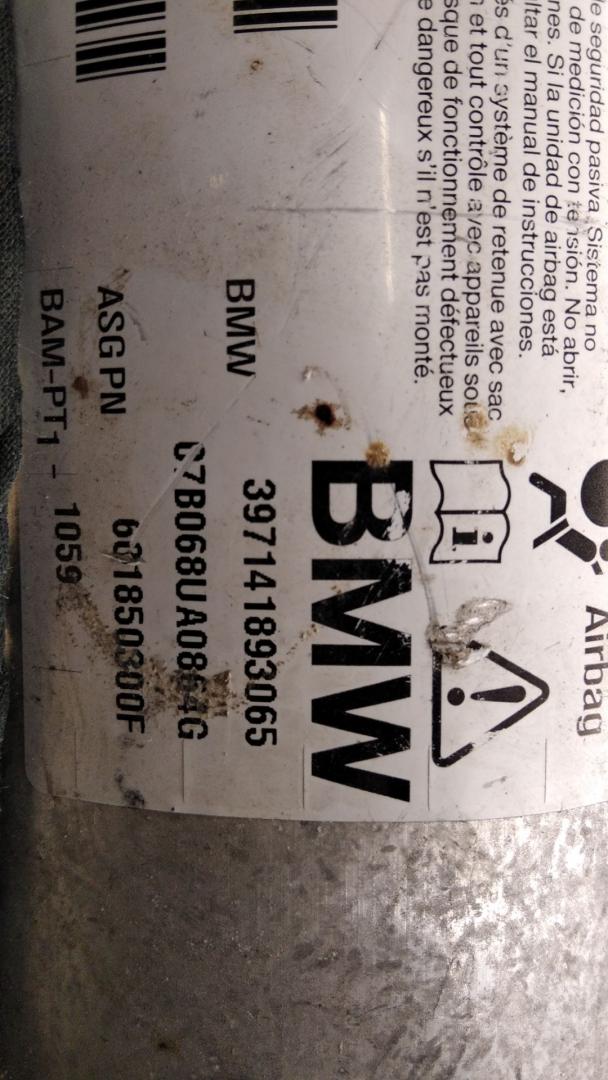 de seguridad pasiva. Sistema no
de medición con tensión. No abrir,
nes. Si la unidad de airbag está
ltar el manual de instrucciones.
és d'un système de retenue avec sac
n et tout contrôle avec appareils sous
sque de fonctionnement défectueux
e dangereux s'il n'est pas monté.
Airbag
BMW
BMW 397141893065
ASG PN
BAM-PT1 - 1059